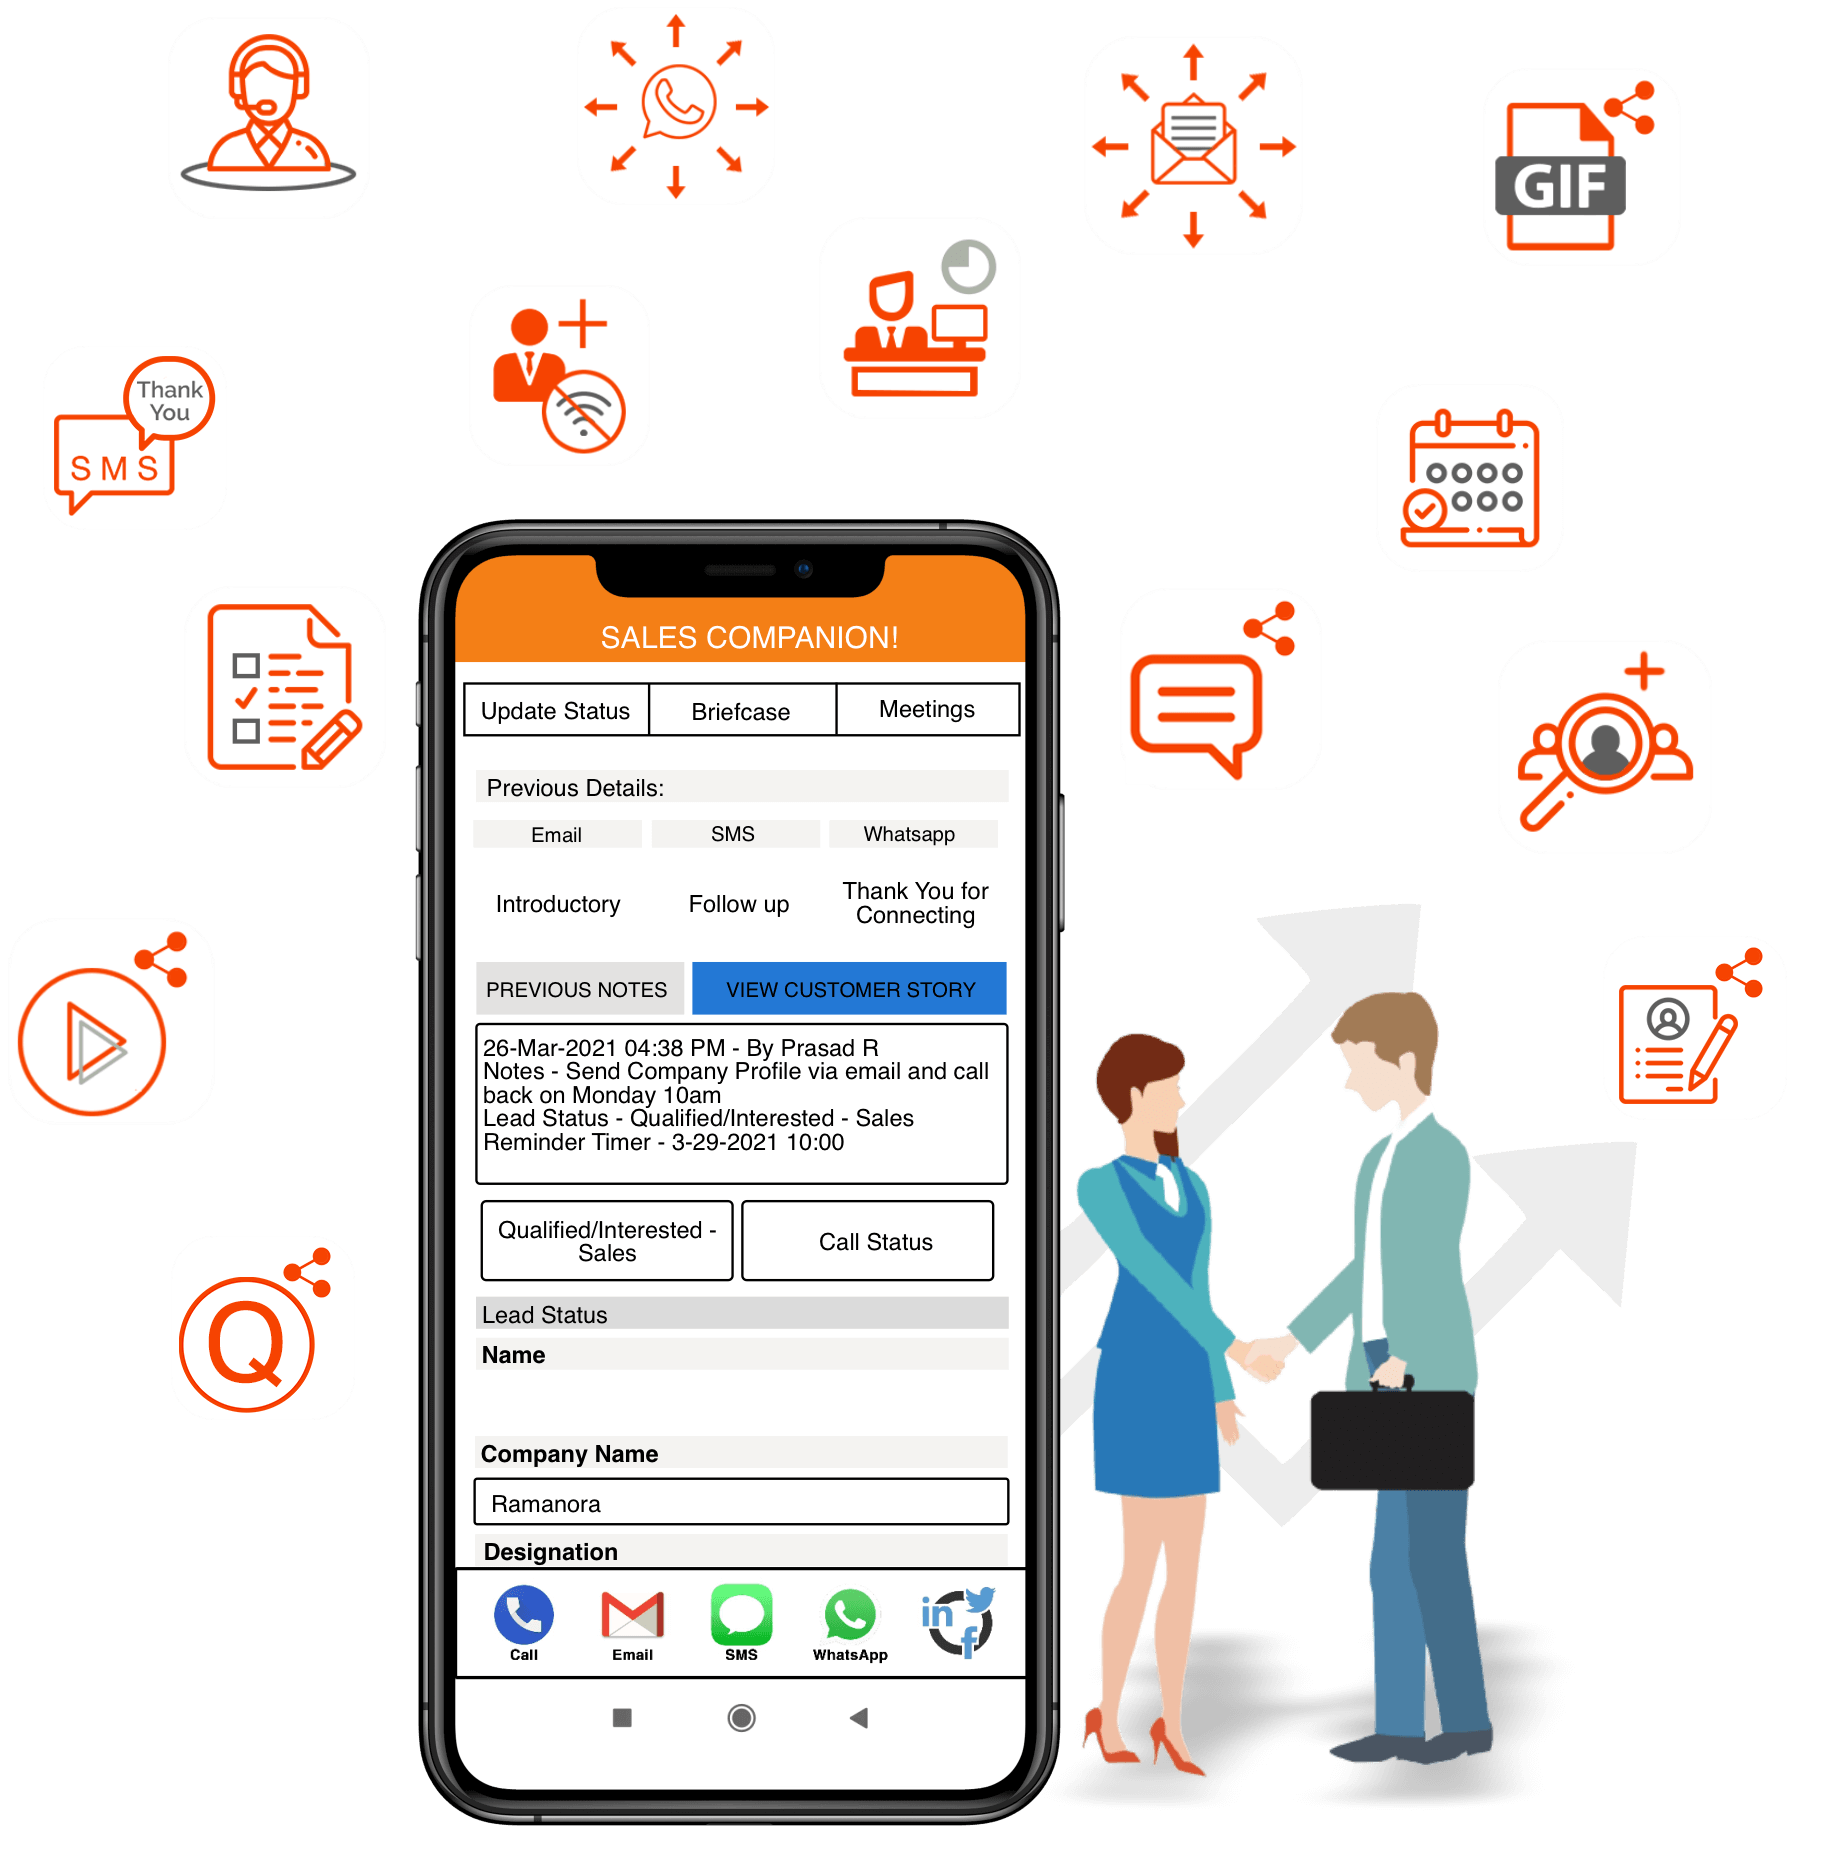 GIF
Thank
You
SMS
SALES COMPANION!
Update Status
Briefcase
Meetings
Previous Details:
Email
SMS
Whatsapp
Introductory
Follow up
Thank You for
Connecting
PREVIOUS NOTES
VIEW CUSTOMER STORY
26-Mar-2021 04:38 PM - By Prasad R
Notes - Send Company Profile via email and call
back on Monday 10am
Lead Status - Qualified/Interested - Sales
Reminder Timer - 3-29-2021 10:00
Qualified/Interested -
Sales
Call Status
Q
Lead Status
Name
Company Name
Ramanora
Designation
in
f
Call
Email
SMS
WhatsApp